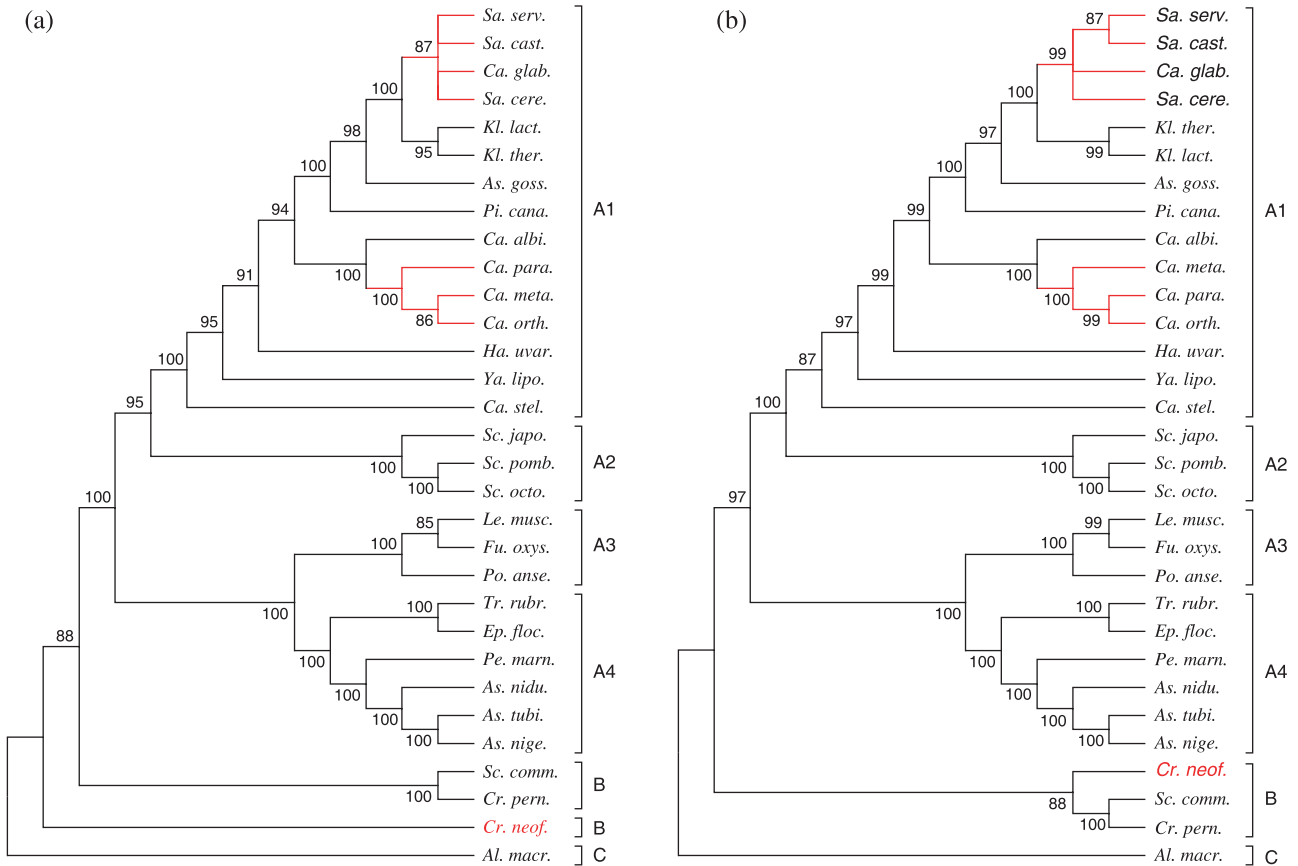 (a)
Sa. serv.
87
Sa. cast.
Ca. glab.
100
Sa. cere.
98
Kl. lact.
95
Kl. ther.
100
As. goss.
94
Pi. cana.
A1
Ca. albi.
100
Ca. para.
91
100
Ca. meta.
86
Ca. orth.
95
Ha. uvar.
100
Ya. lipo.
95
Ca. stel.
Sc. japo.
100
Sc. pomb.
A2
100
Sc. octo.
100
Le. musc.
85
100
Fu. oxys.
A3
Po. anse.
100
Tr. rubr.
100
Ep. floc.
88
100
Pe. marn.
A4
100
As. nidu.
100
As. tubi.
100
As. nige.
Sc. comm.
B
100
Cr. pern.
Cr. neof.
B
Al. macr.
C
(b)
87
Sa. serv.
99
Sa. cast.
Ca. glab.
100
Sa. cere.
97
Kl. ther.
99
Kl. lact.
100
As. goss.
99
Pi. cana.
A1
Ca. albi.
100
Ca. meta.
99
100
Ca. para.
99
Ca. orth.
97
Ha. uvar.
87
Ya. lipo.
100
Ca. stel.
Sc. japo.
100
Sc. pomb.
A2
100
Sc. octo.
97
Le. musc.
99
100
Fu. oxys.
A3
Po. anse.
100
Tr. rubr.
100
Ep. floc.
100
Pe. marn.
A4
100
As. nidu.
100
As. tubi.
100
As. nige.
Cr. neof.
88
Sc. comm.
B
100
Cr. pern.
Al. macr.
C